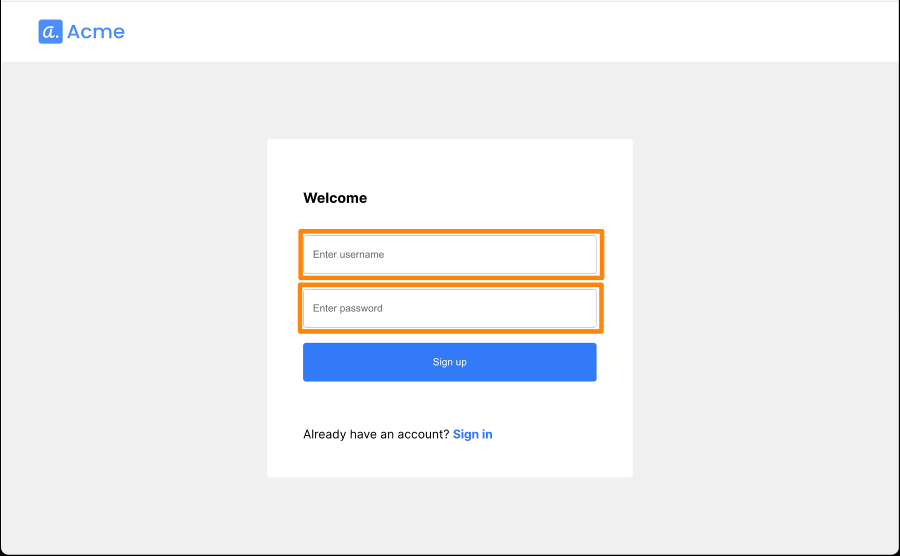 a. Acme
Welcome
Enter username
Enter password
Sign up
Already have an account? Sign in